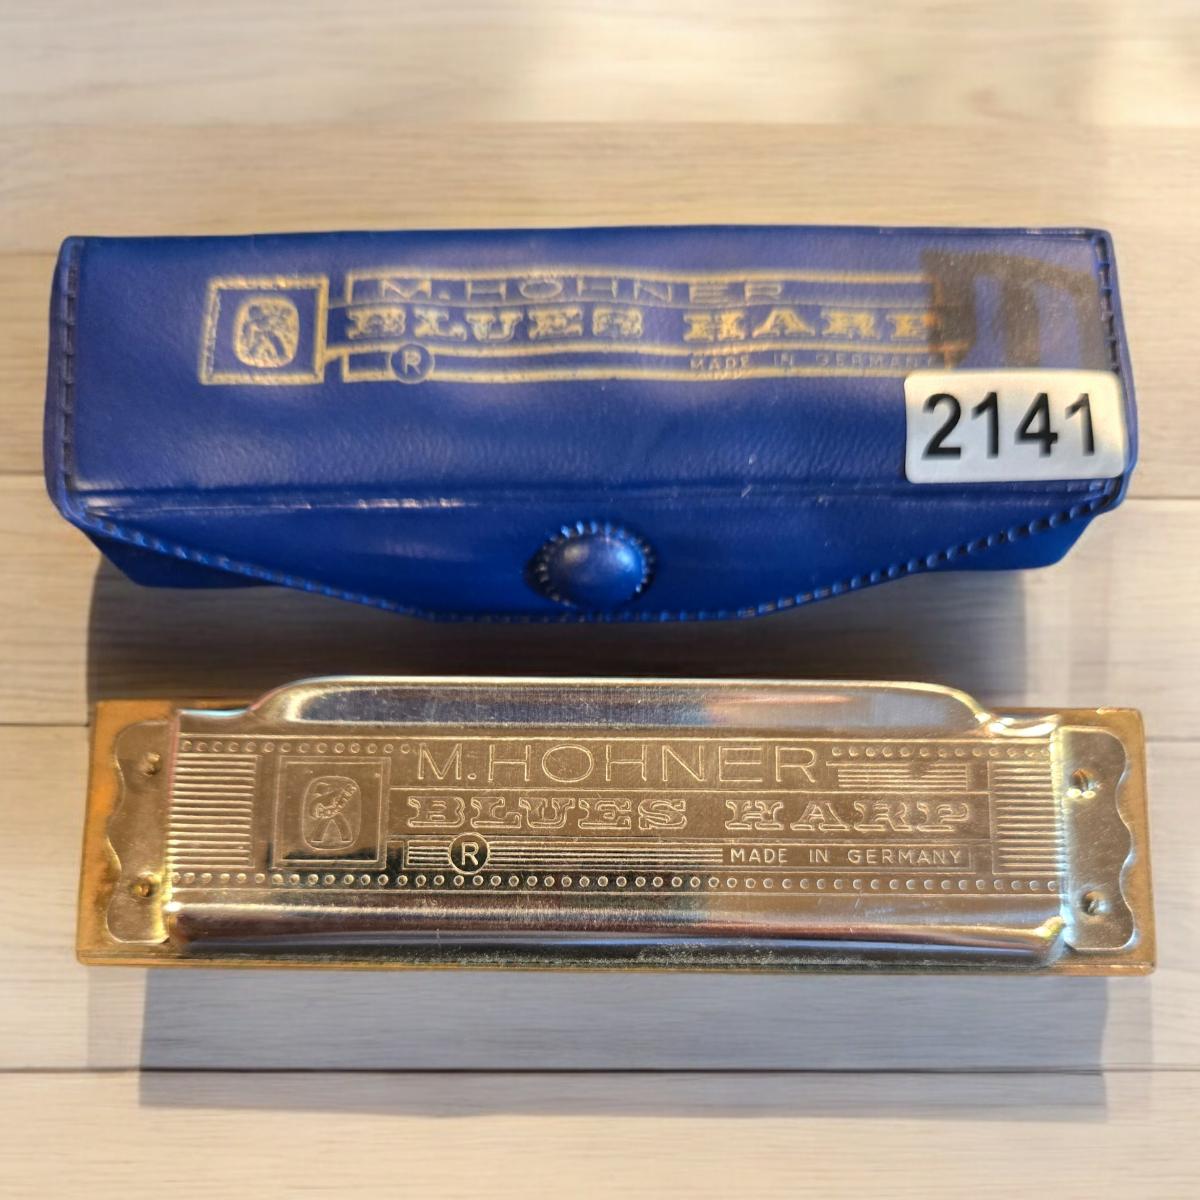 M. HOHNER
BLUES HARP
®
MADE IN GERMANY
2141
M. HOHNER
BLUES HARP
®
MADE IN GERMANY